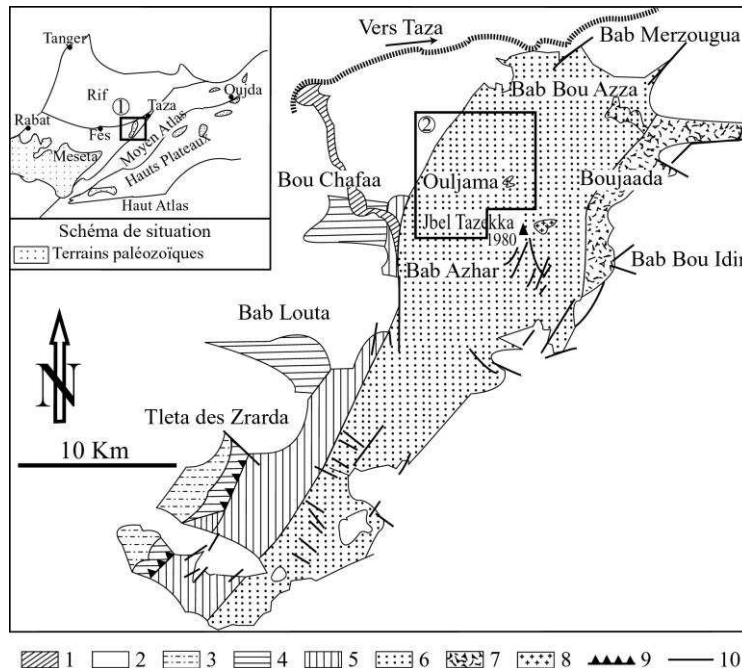 Tanger
Rif
①
Taza
Oujda
Rabat
Fès
Moyen Atlas
Meseta
Hauts Plateaux
Haut Atlas
Schéma de situation
Terrains paléozoïques
Vers Taza
Bab Merzougua
Bab Bou Azza
②
Bou Chafaa
Ouljama
Boujaada
Jbel Tazekka
1980
Bab Azhar
Bab Bou Idir
Bab Louta
N
Tleta des Zrarda
10 Km
1 2 3 4 5 6 7 8 9 10